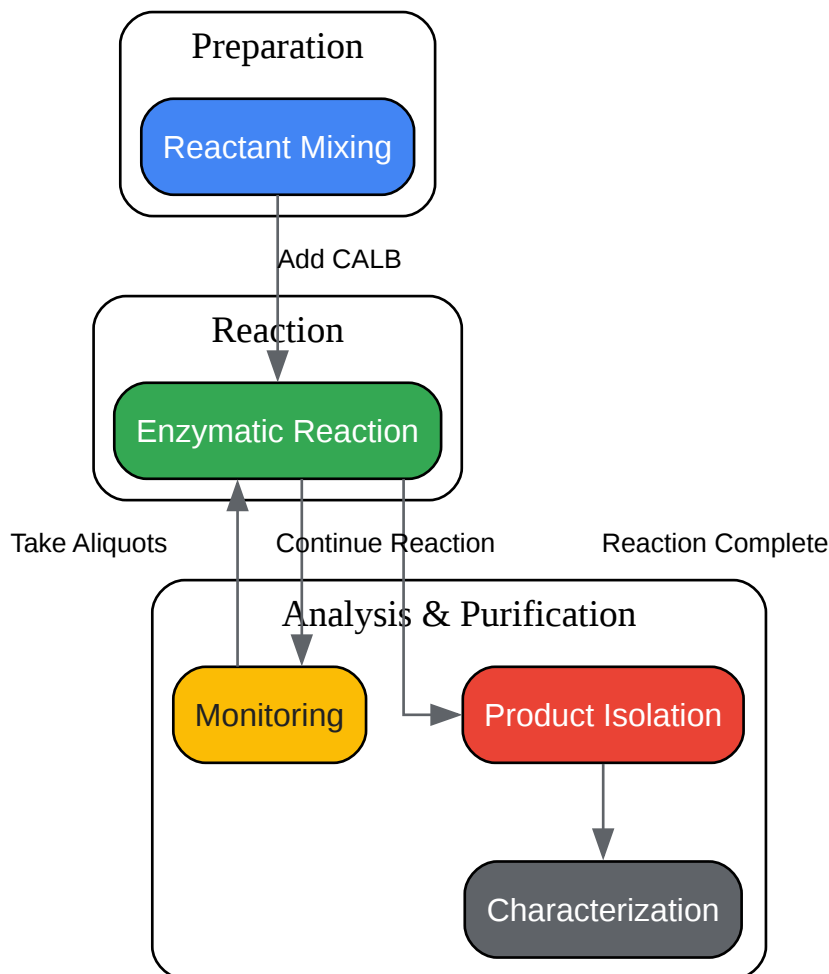 Preparation
Reactant Mixing
Add CALB
Reaction
Enzymatic Reaction
Take Aliquots
Continue Reaction
Reaction Complete
Analysis & Purification
Monitoring
Product Isolation
Characterization